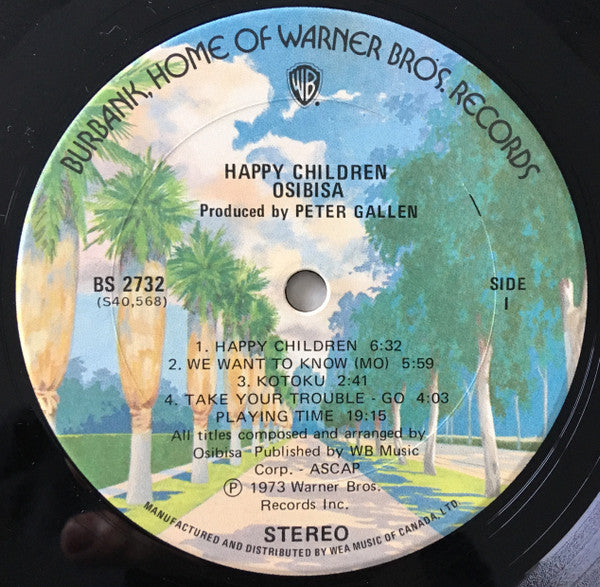 BURBANK, HOME OF WARNER BROS. RECORDS
WB
HAPPY CHILDREN
OSIBISA
Produced by PETER GALLEN
BS 2732
(S40,568)
SIDE
1
1. HAPPY CHILDREN 6:32
2. WE WANT TO KNOW (MO) 5:59
3. KOTOKU 2:41
4. TAKE YOUR TROUBLE - GO 4:03
PLAYING TIME 19:15
All titles composed and arranged by
Osibisa - Published by WB Music
Corp. - ASCAP
Ⓟ 1973 Warner Bros.
Records Inc.
STEREO
MANUFACTURED AND DISTRIBUTED BY WEA MUSIC OF CANADA, LTD.